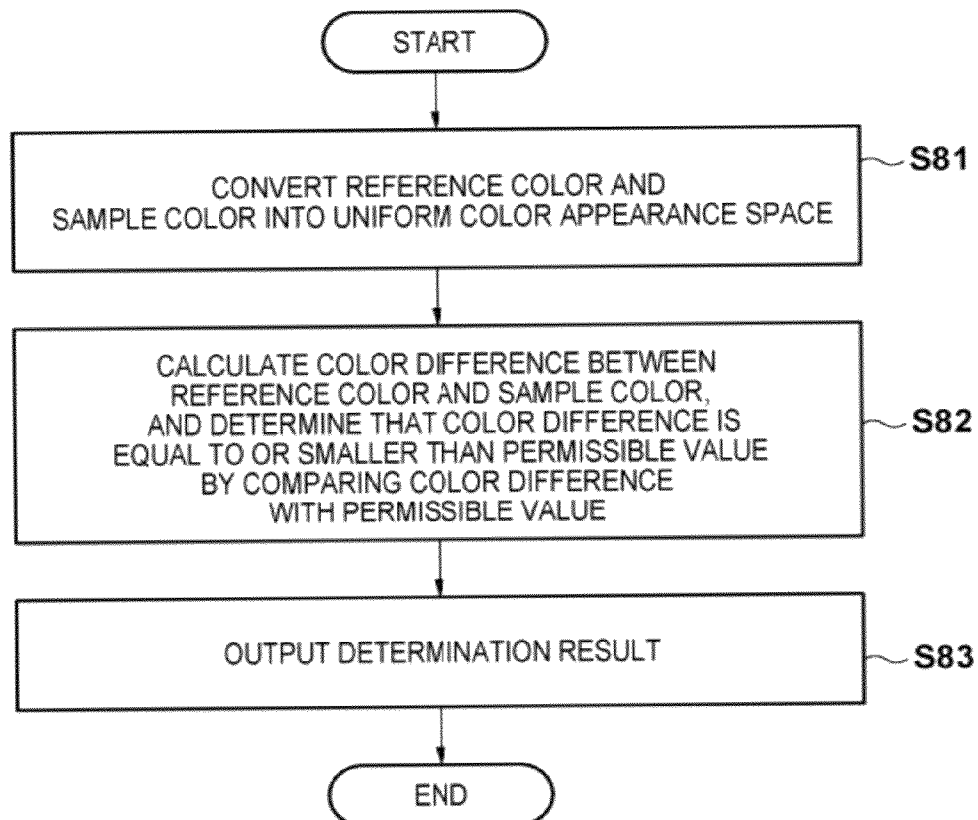 START
CONVERT REFERENCE COLOR AND
SAMPLE COLOR INTO UNIFORM COLOR APPEARANCE SPACE
S81
CALCULATE COLOR DIFFERENCE BETWEEN
REFERENCE COLOR AND SAMPLE COLOR,
AND DETERMINE THAT COLOR DIFFERENCE IS
EQUAL TO OR SMALLER THAN PERMISSIBLE VALUE
BY COMPARING COLOR DIFFERENCE
WITH PERMISSIBLE VALUE
S82
OUTPUT DETERMINATION RESULT
S83
END